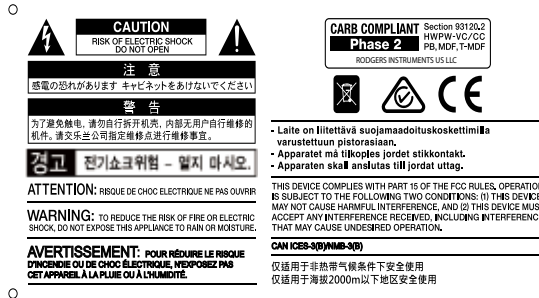 CAUTION
RISK OF ELECTRIC SHOCK
DO NOT OPEN
注 意
感電の恐れがあります キャビネットをあけないでください
警 告
为了避免触电，请勿自行拆开机壳，内部无用户自行维修的
机件。请交乐兰公司指定维修点进行维修事宜。
경고 전기쇼크위험 – 열지 마시오.
ATTENTION: RISQUE DE CHOC ELECTRIQUE NE PAS OUVRIR
WARNING: TO REDUCE THE RISK OF FIRE OR ELECTRIC
SHOCK, DO NOT EXPOSE THIS APPLIANCE TO RAIN OR MOISTURE.
AVERTISSEMENT: POUR RÉDUIRE LE RISQUE
D'INCENDIE OU DE CHOC ÉLECTRIQUE, N'EXPOSEZ PAS
CET APPAREIL À LA PLUIE OU À L'HUMIDITÉ.
CARB COMPLIANT
Phase 2
Section 93120.2
HWPW-VC/CC
PB, MDF, T-MDF
RODGERS INSTRUMENTS US LLC
CE
- Laite on liitettävä suojamaadoituskoskettimilla
varustettuun pistorasiaan.
- Apparatet må tilkoples jordet stikkontakt.
- Apparaten skall anslutas till jordat uttag.
THIS DEVICE COMPLIES WITH PART 15 OF THE FCC RULES. OPERATION
IS SUBJECT TO THE FOLLOWING TWO CONDITIONS: (1) THIS DEVICE
MAY NOT CAUSE HARMFUL INTERFERENCE, AND (2) THIS DEVICE MUST
ACCEPT ANY INTERFERENCE RECEIVED, INCLUDING INTERFERENC
THAT MAY CAUSE UNDESIRED OPERATION.
CAN ICES-3(B)/NMB-3(B)
仅适用于非热带气候条件下安全使用
仅适用于海拔2000m以下地区安全使用